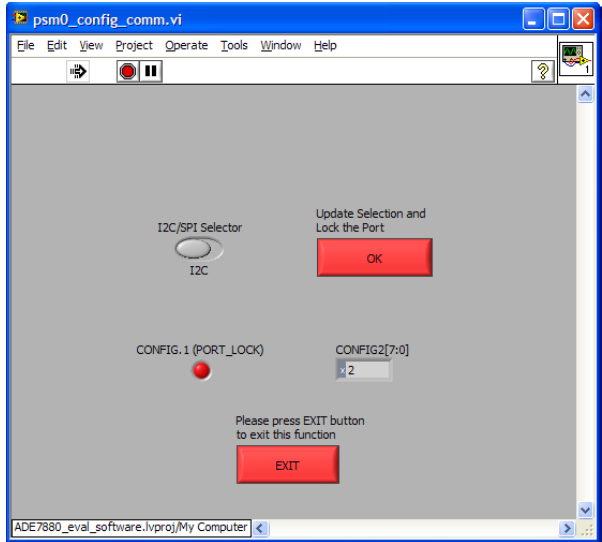 psm0_config_comm.vi
File Edit View Project Operate Tools Window Help
?
1
Update Selection and
Lock the Port
I2C/SPI Selector
OK
I2C
CONFIG.1 (PORT_LOCK)
CONFIG2[7:0]
x 2
Please press EXIT button
to exit this function
EXIT
ADE7880_eval_software.lvproj/My Computer